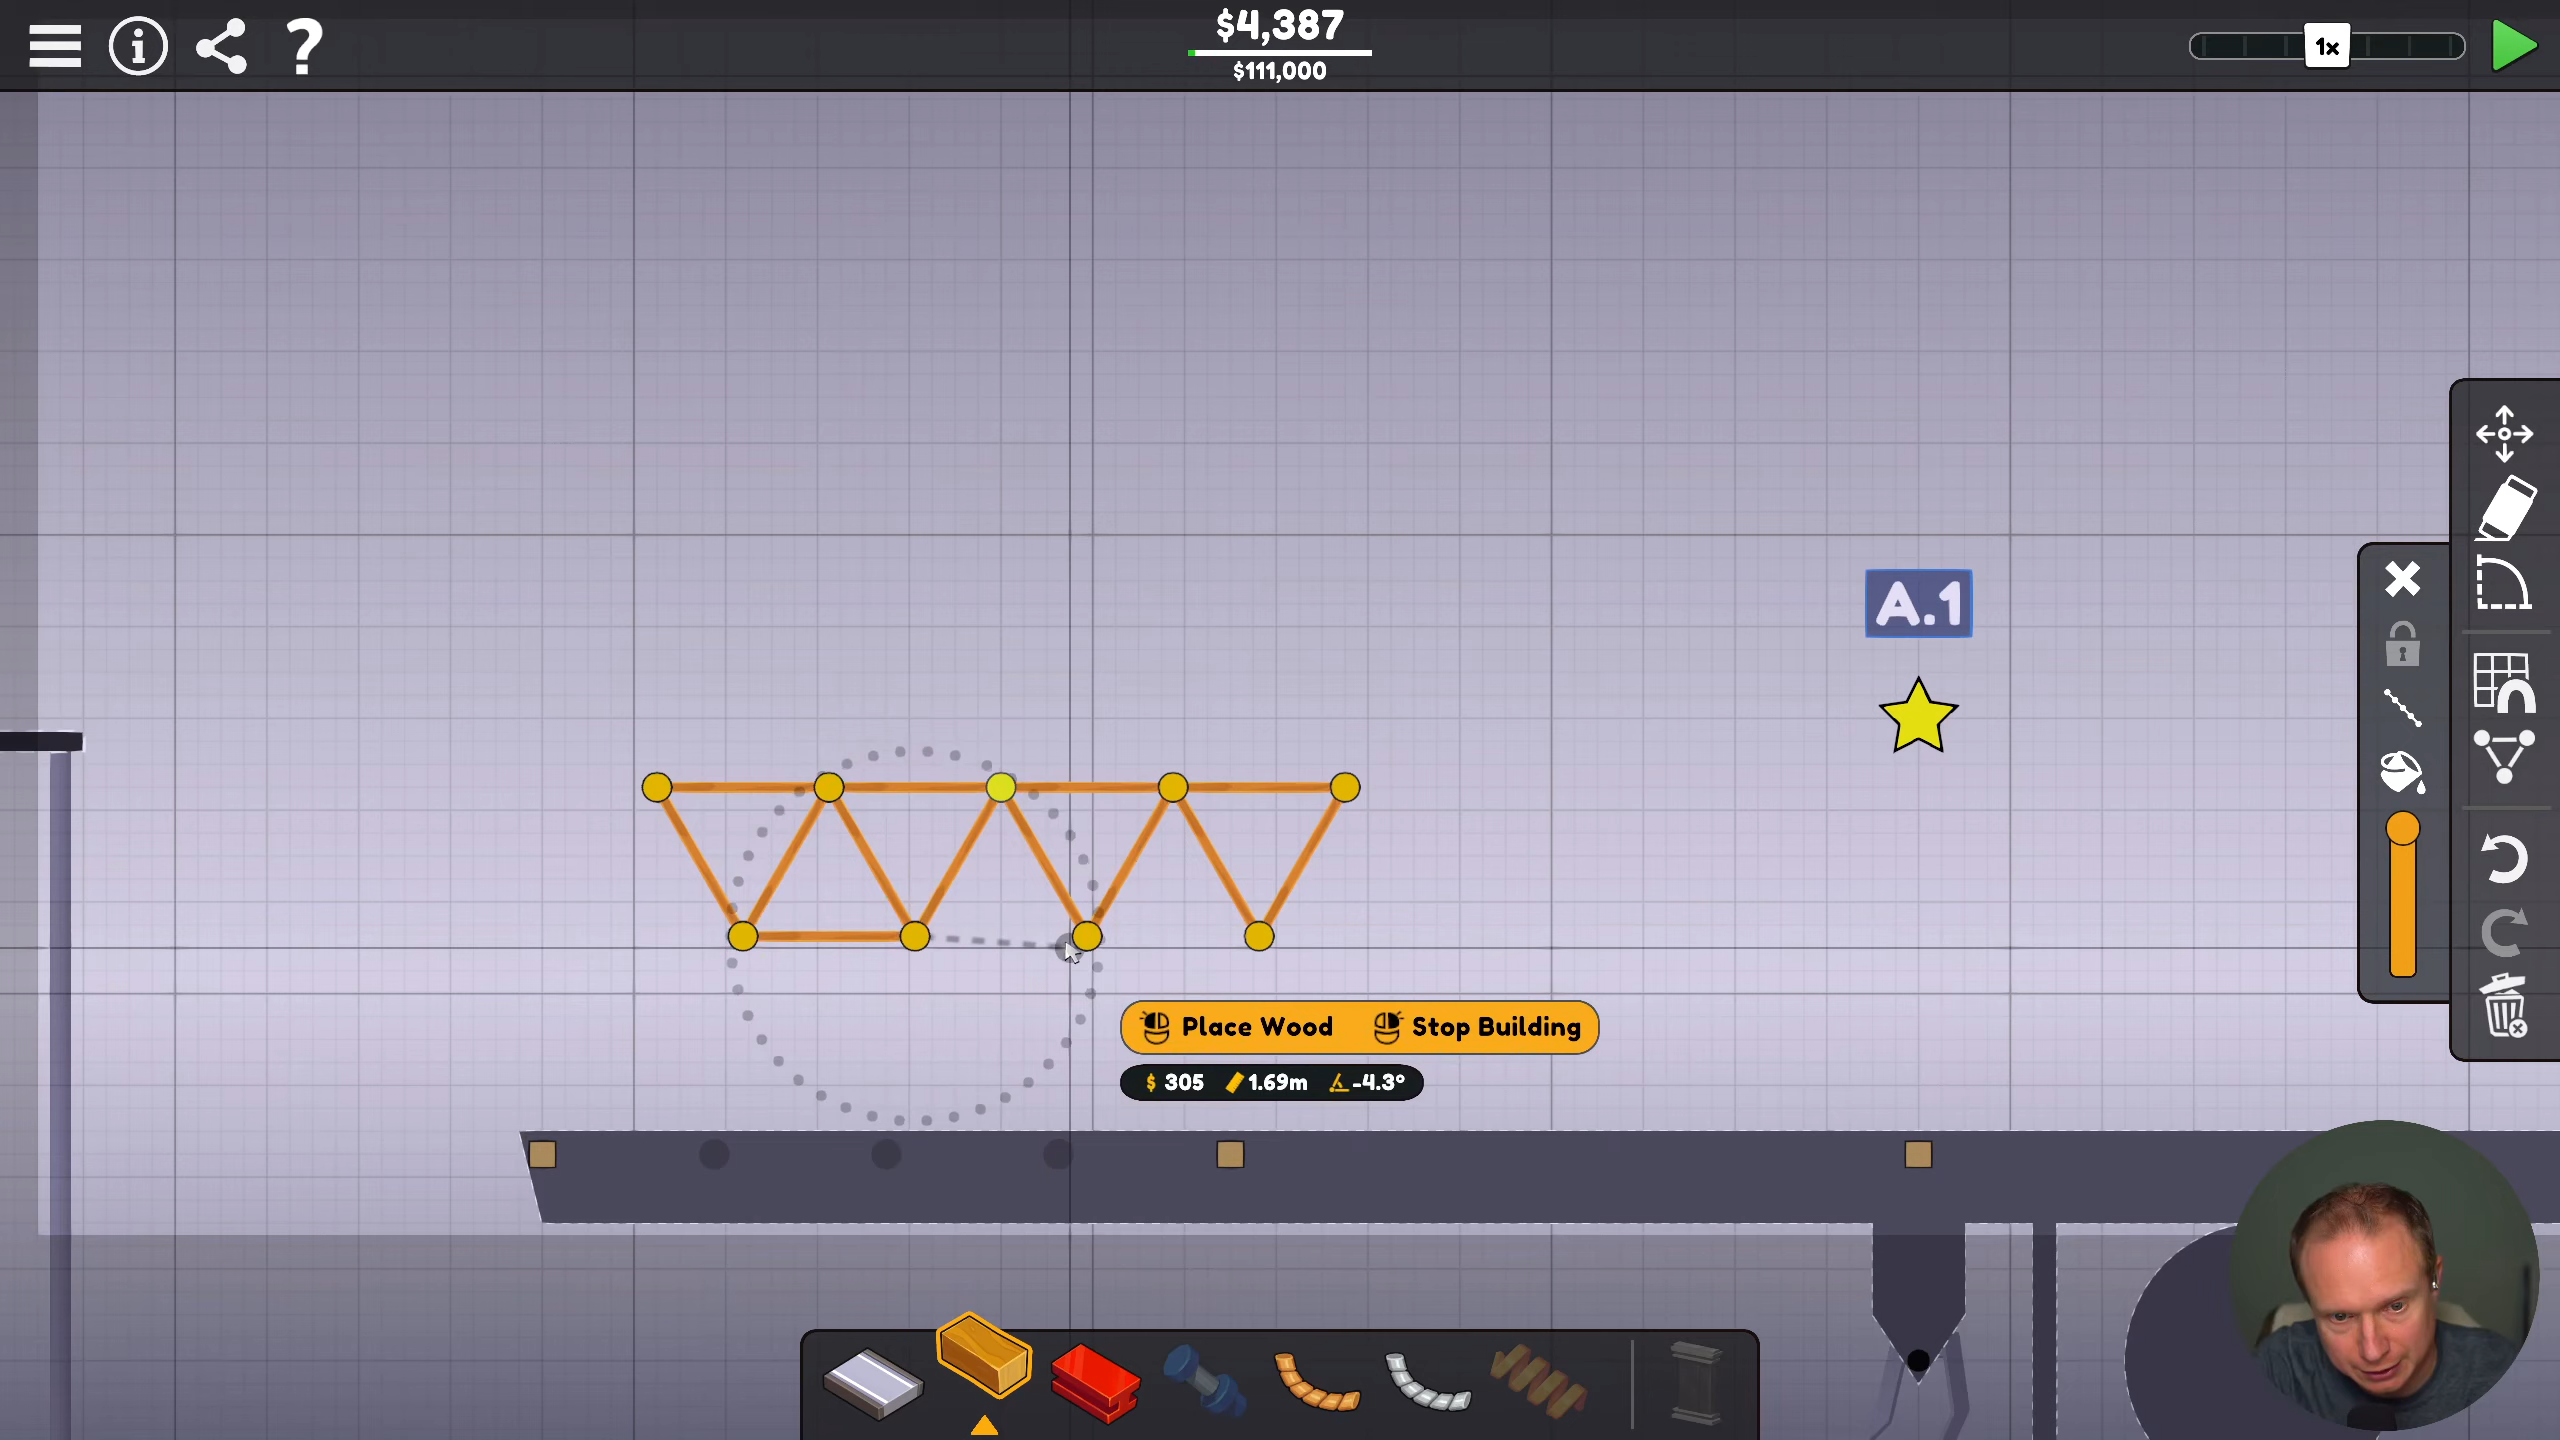 ?
$4,387
$111,000
1x
A.1
Place Wood Stop Building
$ 305 1.69m -4.3°